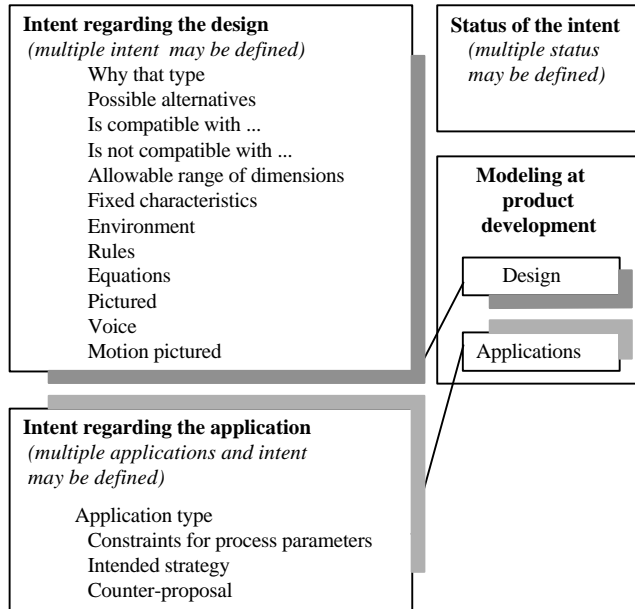 Intent regarding the design
(multiple intent may be defined)
Why that type
Possible alternatives
Is compatible with ...
Is not compatible with ...
Allowable range of dimensions
Fixed characteristics
Environment
Rules
Equations
Pictured
Voice
Motion pictured
Status of the intent
(multiple status
may be defined)
Modeling at
product
development
Design
Applications
Intent regarding the application
(multiple applications and intent
may be defined)
Application type
Constraints for process parameters
Intended strategy
Counter-proposal